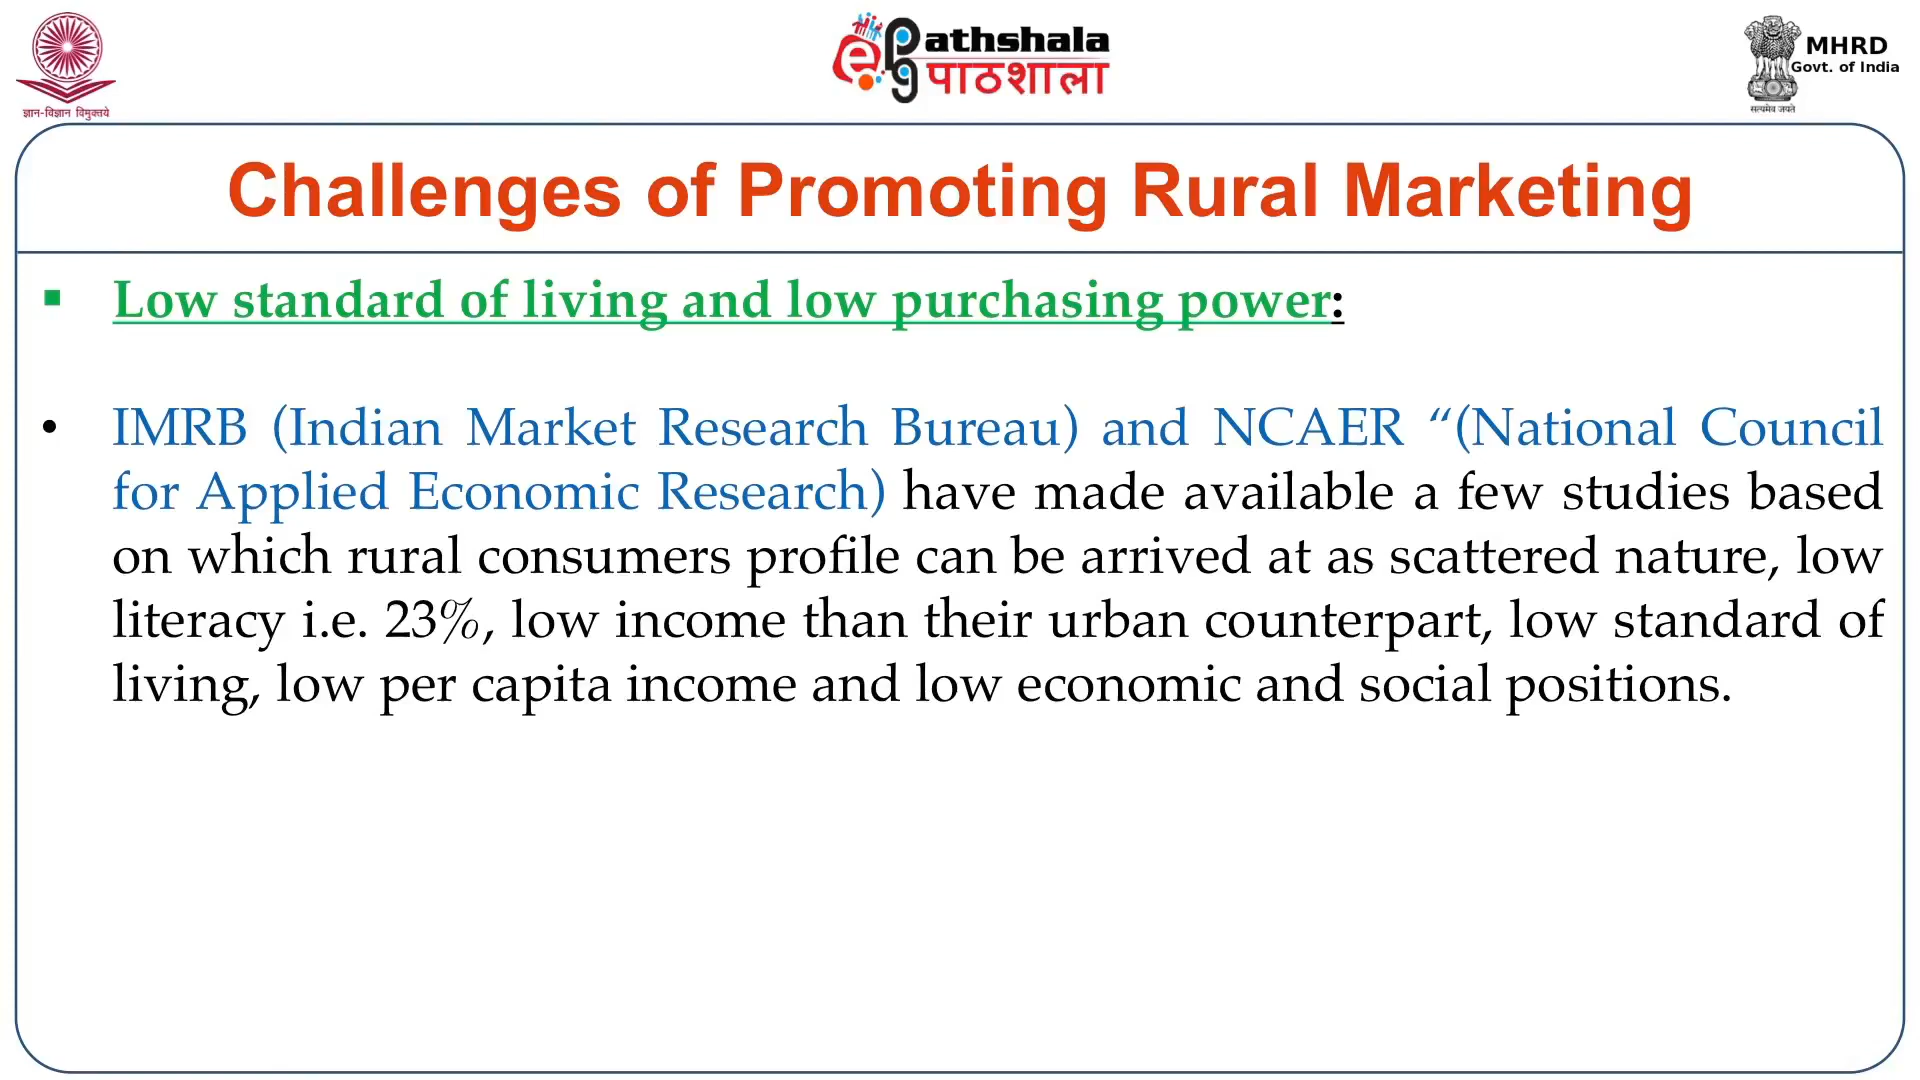 ज्ञान-विज्ञान विमुक्तये
ePathshala
पाठशाला
MHRD
Govt. of India
सत्यमेव जयते
Challenges of Promoting Rural Marketing
▪ Low standard of living and low purchasing power:
• IMRB (Indian Market Research Bureau) and NCAER “(National Council
for Applied Economic Research) have made available a few studies based
on which rural consumers profile can be arrived at as scattered nature, low
literacy i.e. 23%, low income than their urban counterpart, low standard of
living, low per capita income and low economic and social positions.